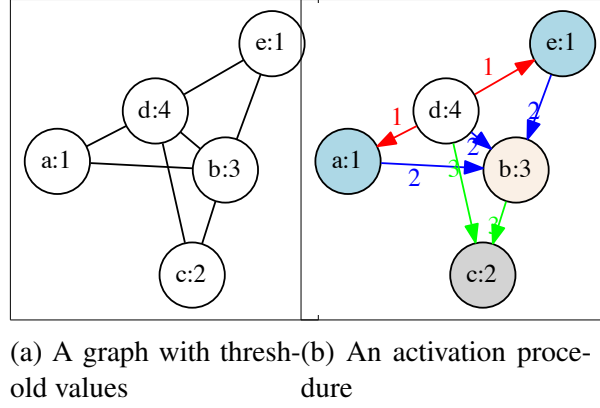 e:1
d:4
a:1
b:3
c:2
e:1
1
d:4
2
1
2
a:1
b:3
2
3
3
c:2
(a) A graph with thresh-
old values
(b) An activation proce-
dure